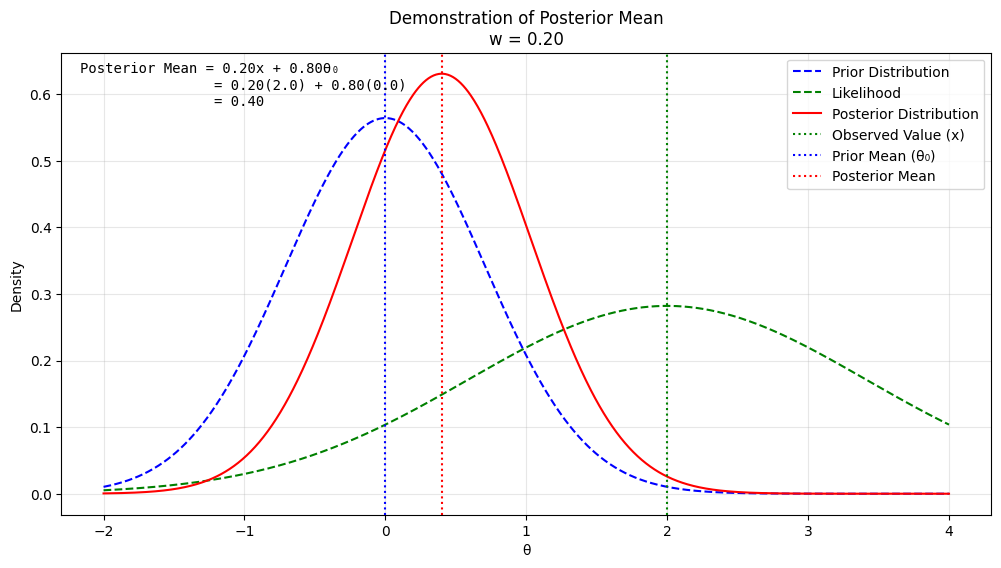 Demonstration of Posterior Mean
w = 0.20
Posterior Mean = 0.20x + 0.80θ₀
= 0.20(2.0) + 0.80(0.0)
= 0.40
Prior Distribution
Likelihood
Posterior Distribution
Observed Value (x)
Prior Mean (θ₀)
Posterior Mean
Density
0.6
0.5
0.4
0.3
0.2
0.1
0.0
−2
−1
0
1
2
3
4
θ